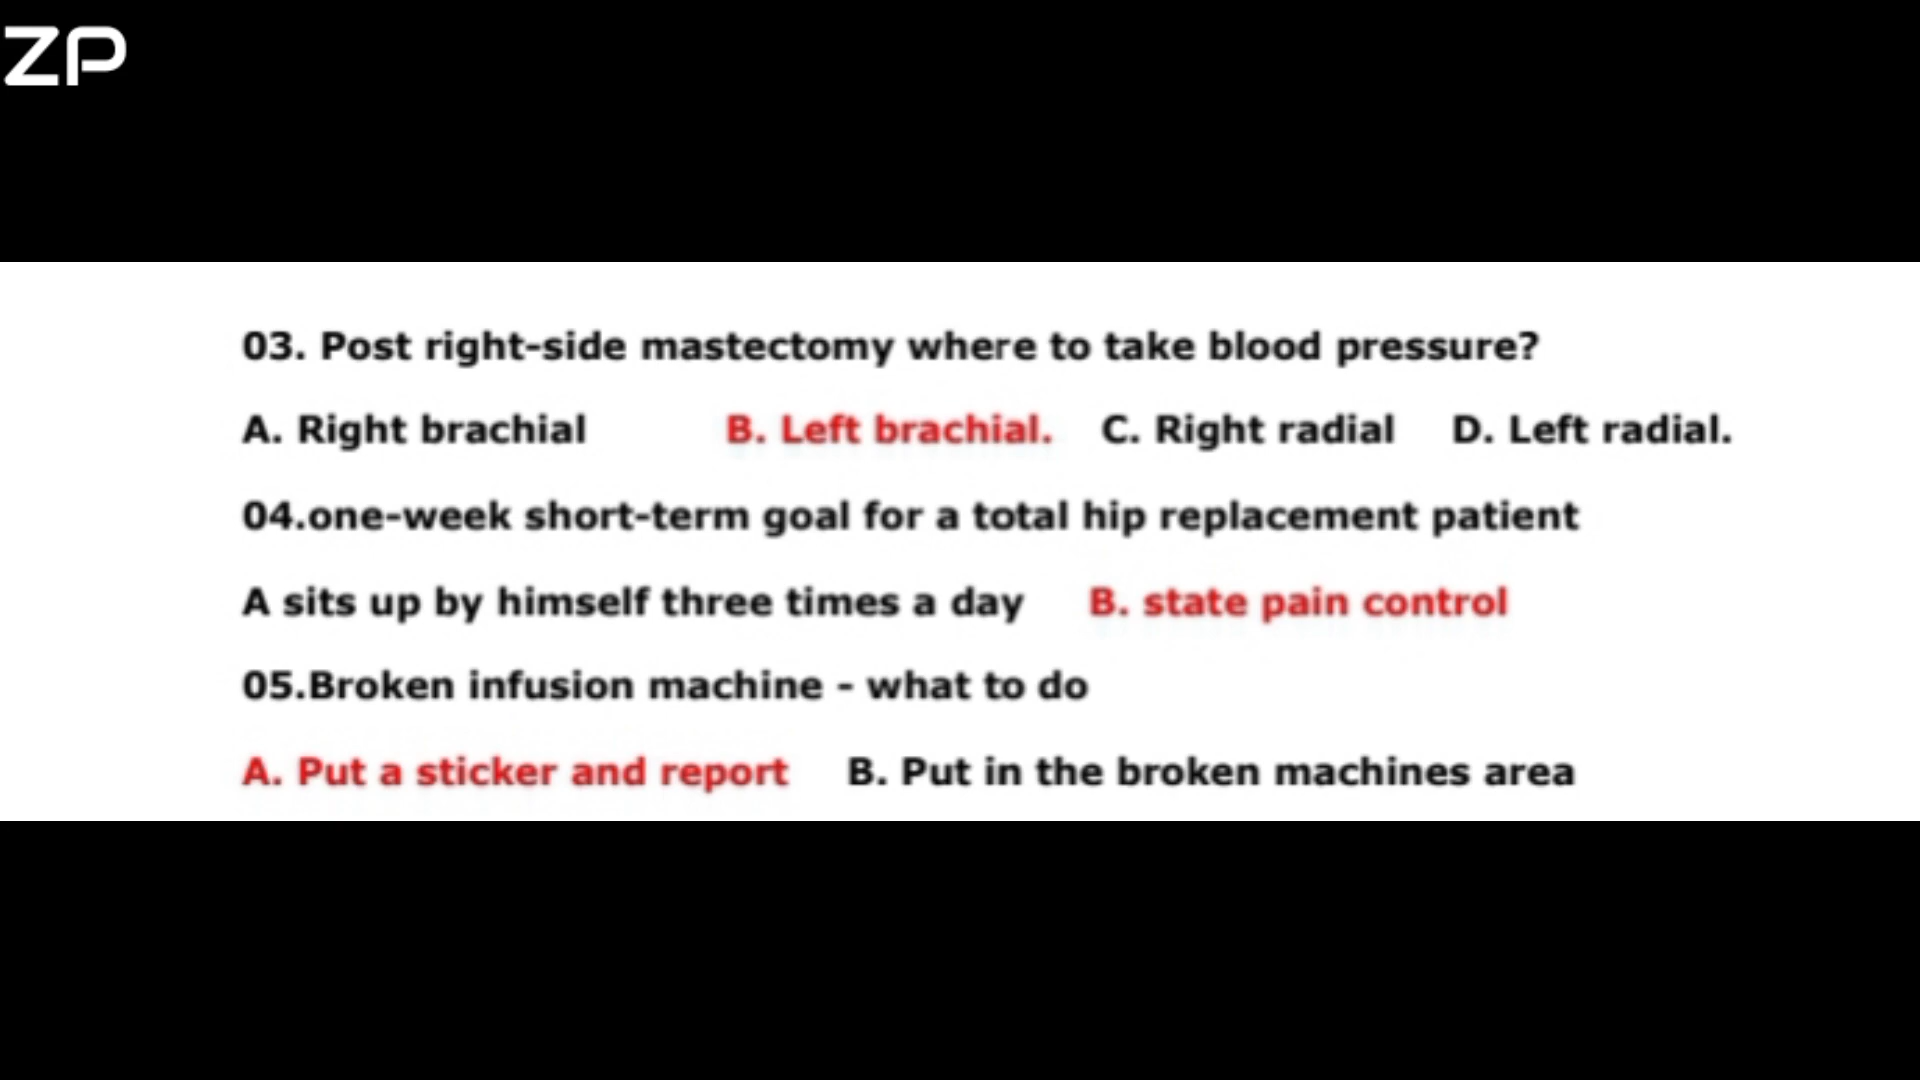 ZP
03. Post right-side mastectomy where to take blood pressure?
A. Right brachial B. Left brachial. C. Right radial D. Left radial.
04.one-week short-term goal for a total hip replacement patient
A sits up by himself three times a day B. state pain control
05.Broken infusion machine - what to do
A. Put a sticker and report B. Put in the broken machines area